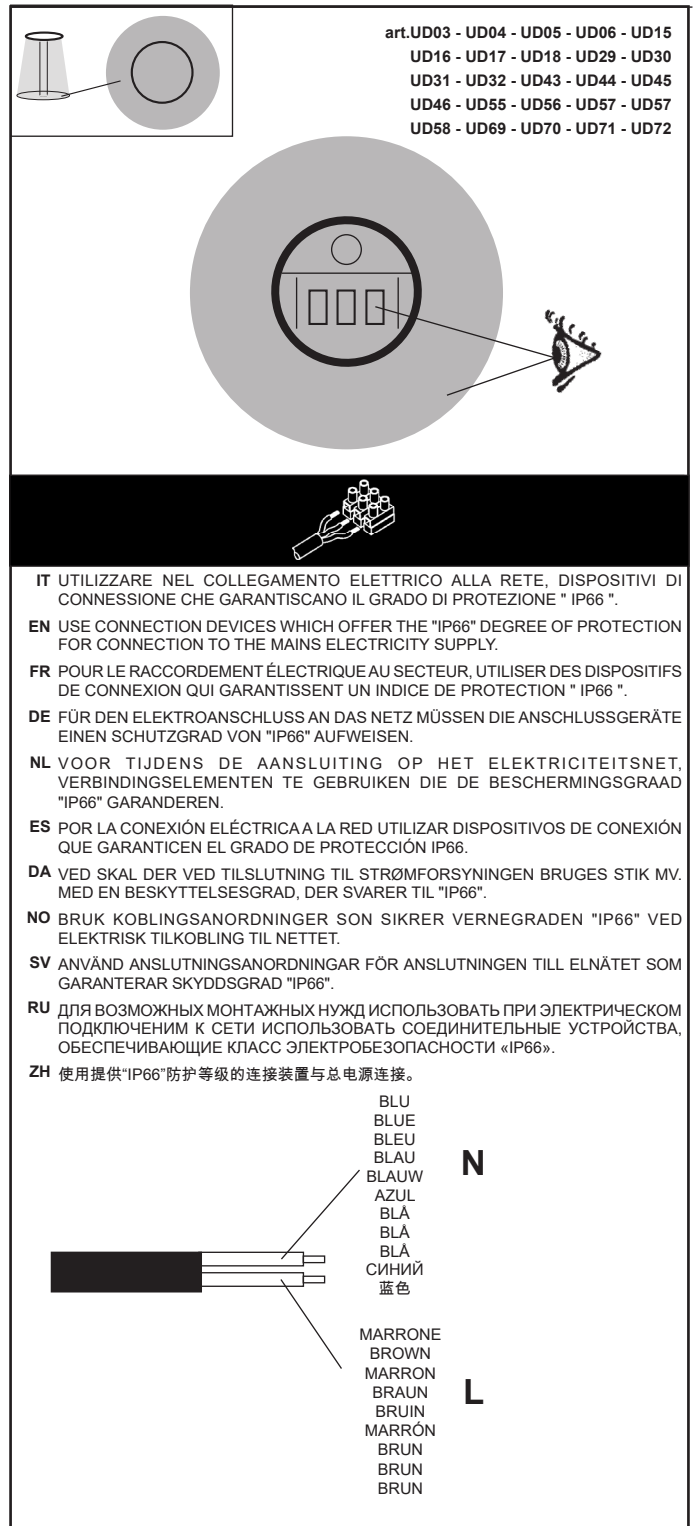 art.UD03 - UD04 - UD05 - UD06 - UD15
UD16 - UD17 - UD18 - UD29 - UD30
UD31 - UD32 - UD43 - UD44 - UD45
UD46 - UD55 - UD56 - UD57 - UD57
UD58 - UD69 - UD70 - UD71 - UD72
IT UTILIZZARE NEL COLLEGAMENTO ELETTRICO ALLA RETE, DISPOSITIVI DI
CONNESSIONE CHE GARANTISCANO IL GRADO DI PROTEZIONE " IP66 ".
EN USE CONNECTION DEVICES WHICH OFFER THE "IP66" DEGREE OF PROTECTION
FOR CONNECTION TO THE MAINS ELECTRICITY SUPPLY.
FR POUR LE RACCORDEMENT ÉLECTRIQUE AU SECTEUR, UTILISER DES DISPOSITIFS
DE CONNEXION QUI GARANTISSENT UN INDICE DE PROTECTION " IP66 ".
DE FÜR DEN ELEKTROANSCHLUSS AN DAS NETZ MÜSSEN DIE ANSCHLUSSGERÄTE
EINEN SCHUTZGRAD VON "IP66" AUFWEISEN.
NL VOOR TIJDENS DE AANSLUITING OP HET ELEKTRICITEITSNET,
VERBINDINGSELEMENTEN TE GEBRUIKEN DIE DE BESCHERMINGSGRAAD
"IP66" GARANDEREN.
ES POR LA CONEXIÓN ELÉCTRICA A LA RED UTILIZAR DISPOSITIVOS DE CONEXIÓN
QUE GARANTICEN EL GRADO DE PROTECCIÓN IP66.
DA VED SKAL DER VED TILSLUTNING TIL STRØMFORSYNINGEN BRUGES STIK MV.
MED EN BESKYTTELSESGRAD, DER SVARER TIL "IP66".
NO BRUK KOBLINGSANORDNINGER SON SIKRER VERNEGRADEN "IP66" VED
ELEKTRISK TILKOBLING TIL NETTET.
SV ANVÄND ANSLUTNINGSANORDNINGAR FÖR ANSLUTNINGEN TILL ELNÄTET SOM
GARANTERAR SKYDDSGRAD "IP66".
RU ДЛЯ ВОЗМОЖНЫХ МОНТАЖНЫХ НУЖД ИСПОЛЬЗОВАТЬ ПРИ ЭЛЕКТРИЧЕСКОМ
ПОДКЛЮЧЕНИМ К СЕТИ ИСПОЛЬЗОВАТЬ СОЕДИНИТЕЛЬНЫЕ УСТРОЙСТВА,
ОБЕСПЕЧИВАЮЩИЕ КЛАСС ЭЛЕКТРОБЕЗОПАСНОСТИ «IP66».
ZH 使用提供“IP66”防护等级的连接装置与总电源连接。
BLU
BLUE
BLEU
BLAU
BLAUW
AZUL
BLÅ
BLÅ
BLÅ
СИНИЙ
蓝色
N
MARRONE
BROWN
MARRON
BRAUN
BRUIN
MARRÓN
BRUN
BRUN
BRUN
L